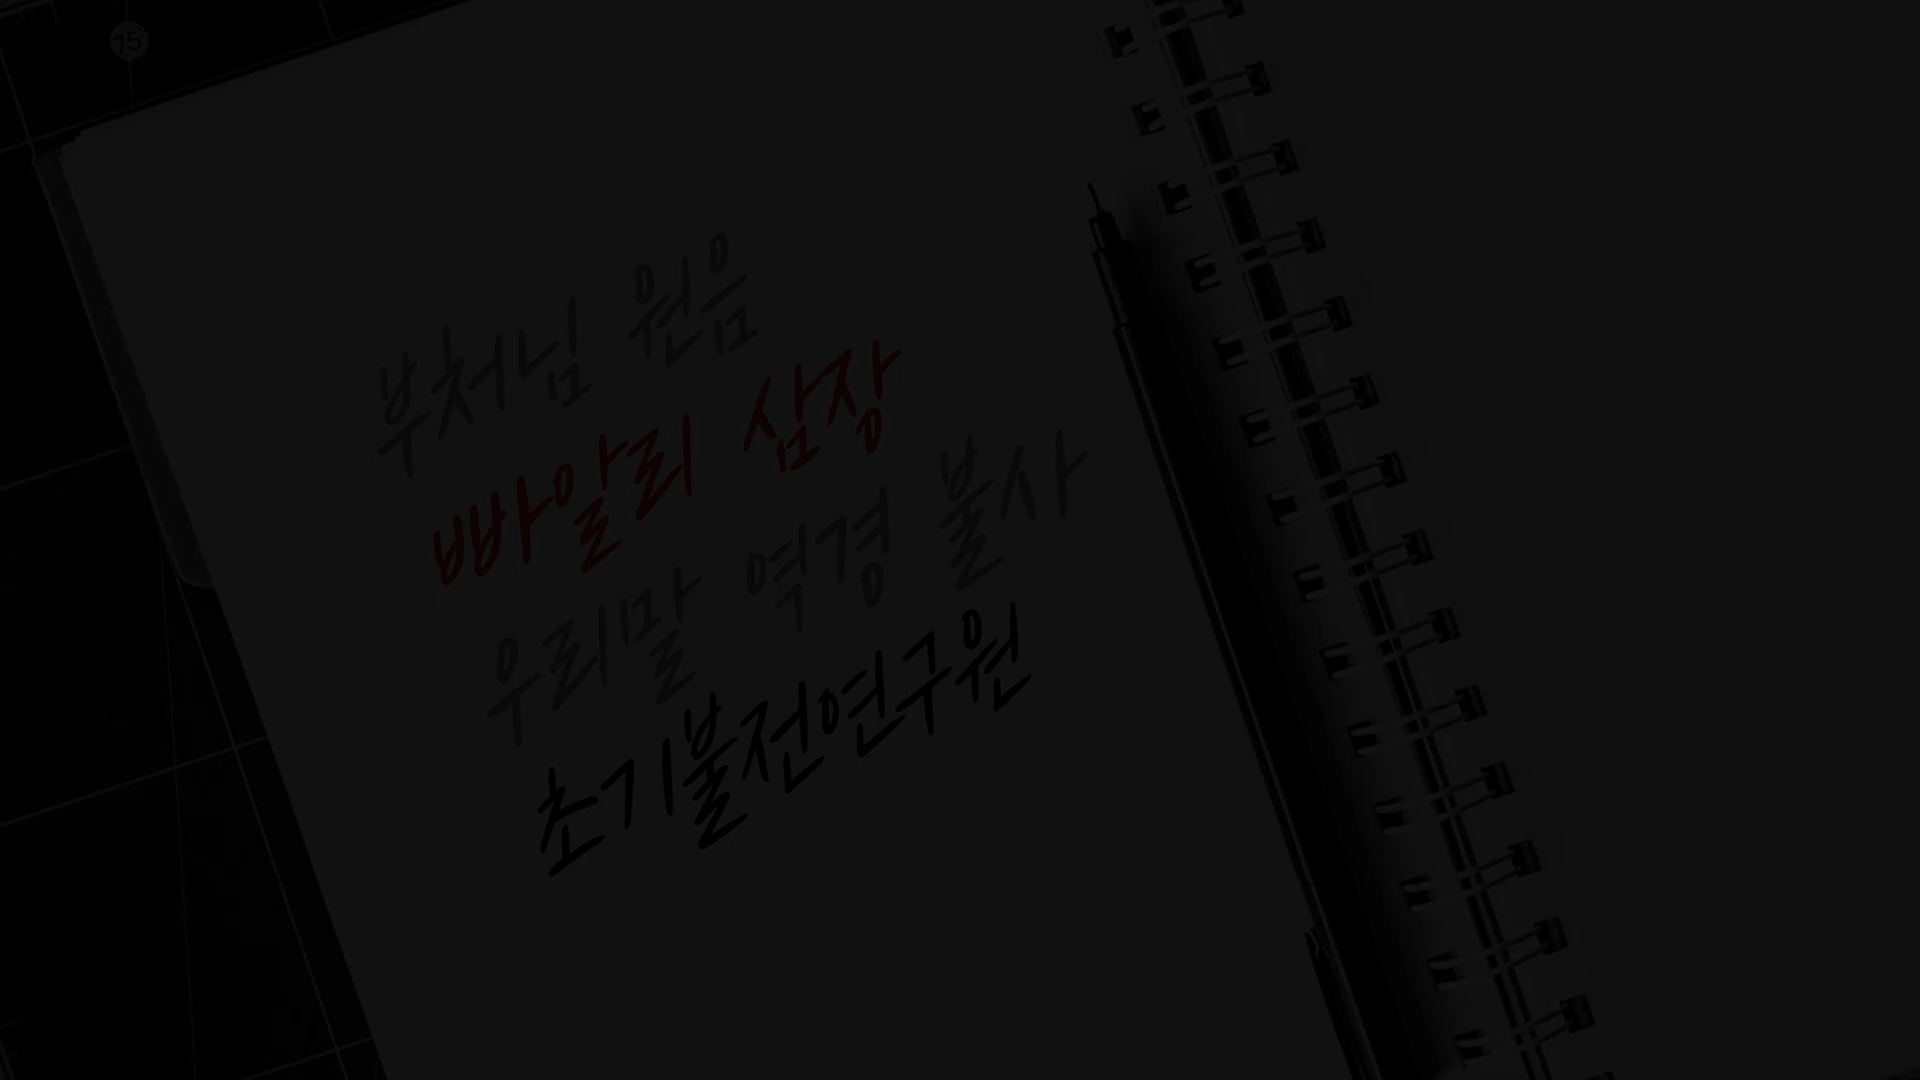 75°
부처님 원음
빠알리 삼장
우리말 역경 불사
초기불전연구원